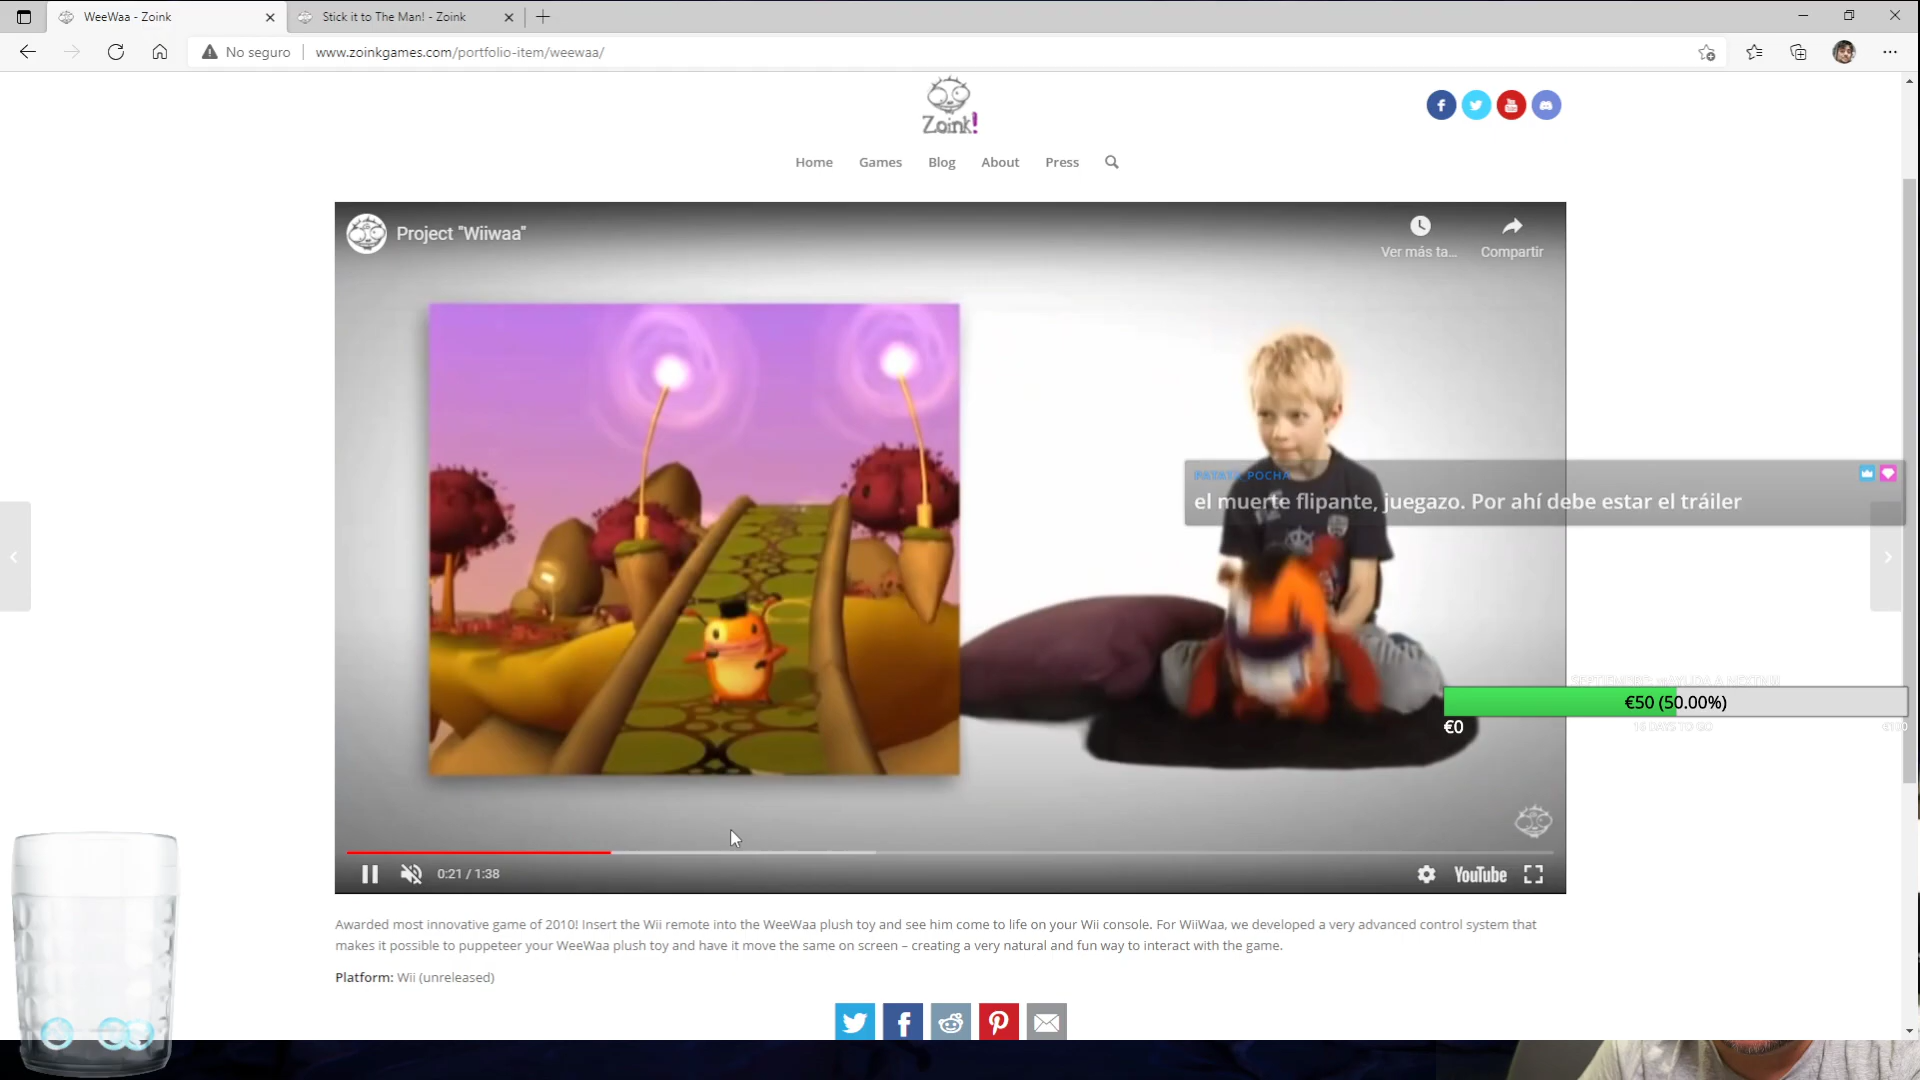 WeeWaa - Zoink
Stick it to The Man! - Zoink
No seguro
www.zoinkgames.com/portfolio-item/weewaa/
Zoink!
Home Games Blog About Press
Project "Wiiwaa"
Ver más ta...
Compartir
el muerte flipante, juegazo. Por ahí debe estar el tráiler
€50 (50.00%)
€0
16 DAYS TO GO
€100
0:21 / 1:38
YouTube
Awarded most innovative game of 2010! Insert the Wii remote into the WeeWaa plush toy and see him come to life on your Wii console. For WiiWaa, we developed a very advanced control system that
makes it possible to puppeteer your WeeWaa plush toy and have it move the same on screen – creating a very natural and fun way to interact with the game.
Platform: Wii (unreleased)